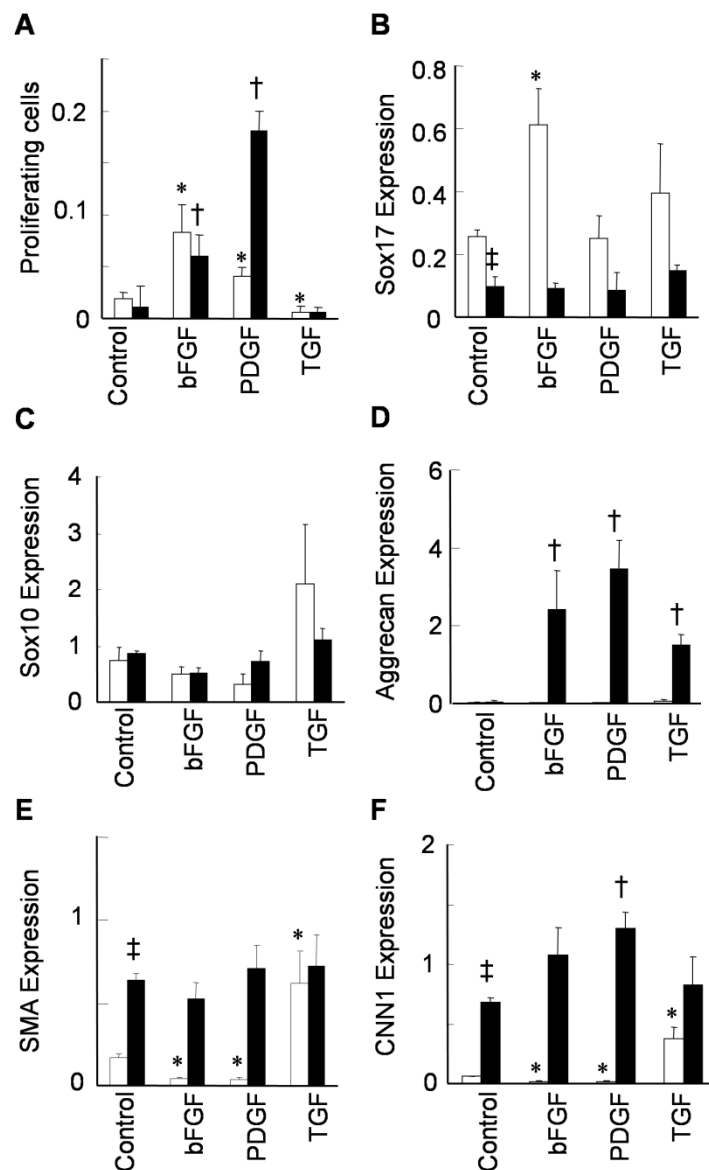 A
Proliferating cells
0.2
0.1
0
*
†
*
†
*
Control
bFGF
PDGF
TGF
B
Sox17 Expression
0.8
0.6
0.4
0.2
0
‡
*
Control
bFGF
PDGF
TGF
C
Sox10 Expression
4
3
2
1
0
Control
bFGF
PDGF
TGF
D
Aggrecan Expression
6
4
2
0
†
†
†
Control
bFGF
PDGF
TGF
E
SMA Expression
1
0
‡
*
*
*
Control
bFGF
PDGF
TGF
F
CNN1 Expression
2
1
0
‡
*
*
†
*
Control
bFGF
PDGF
TGF